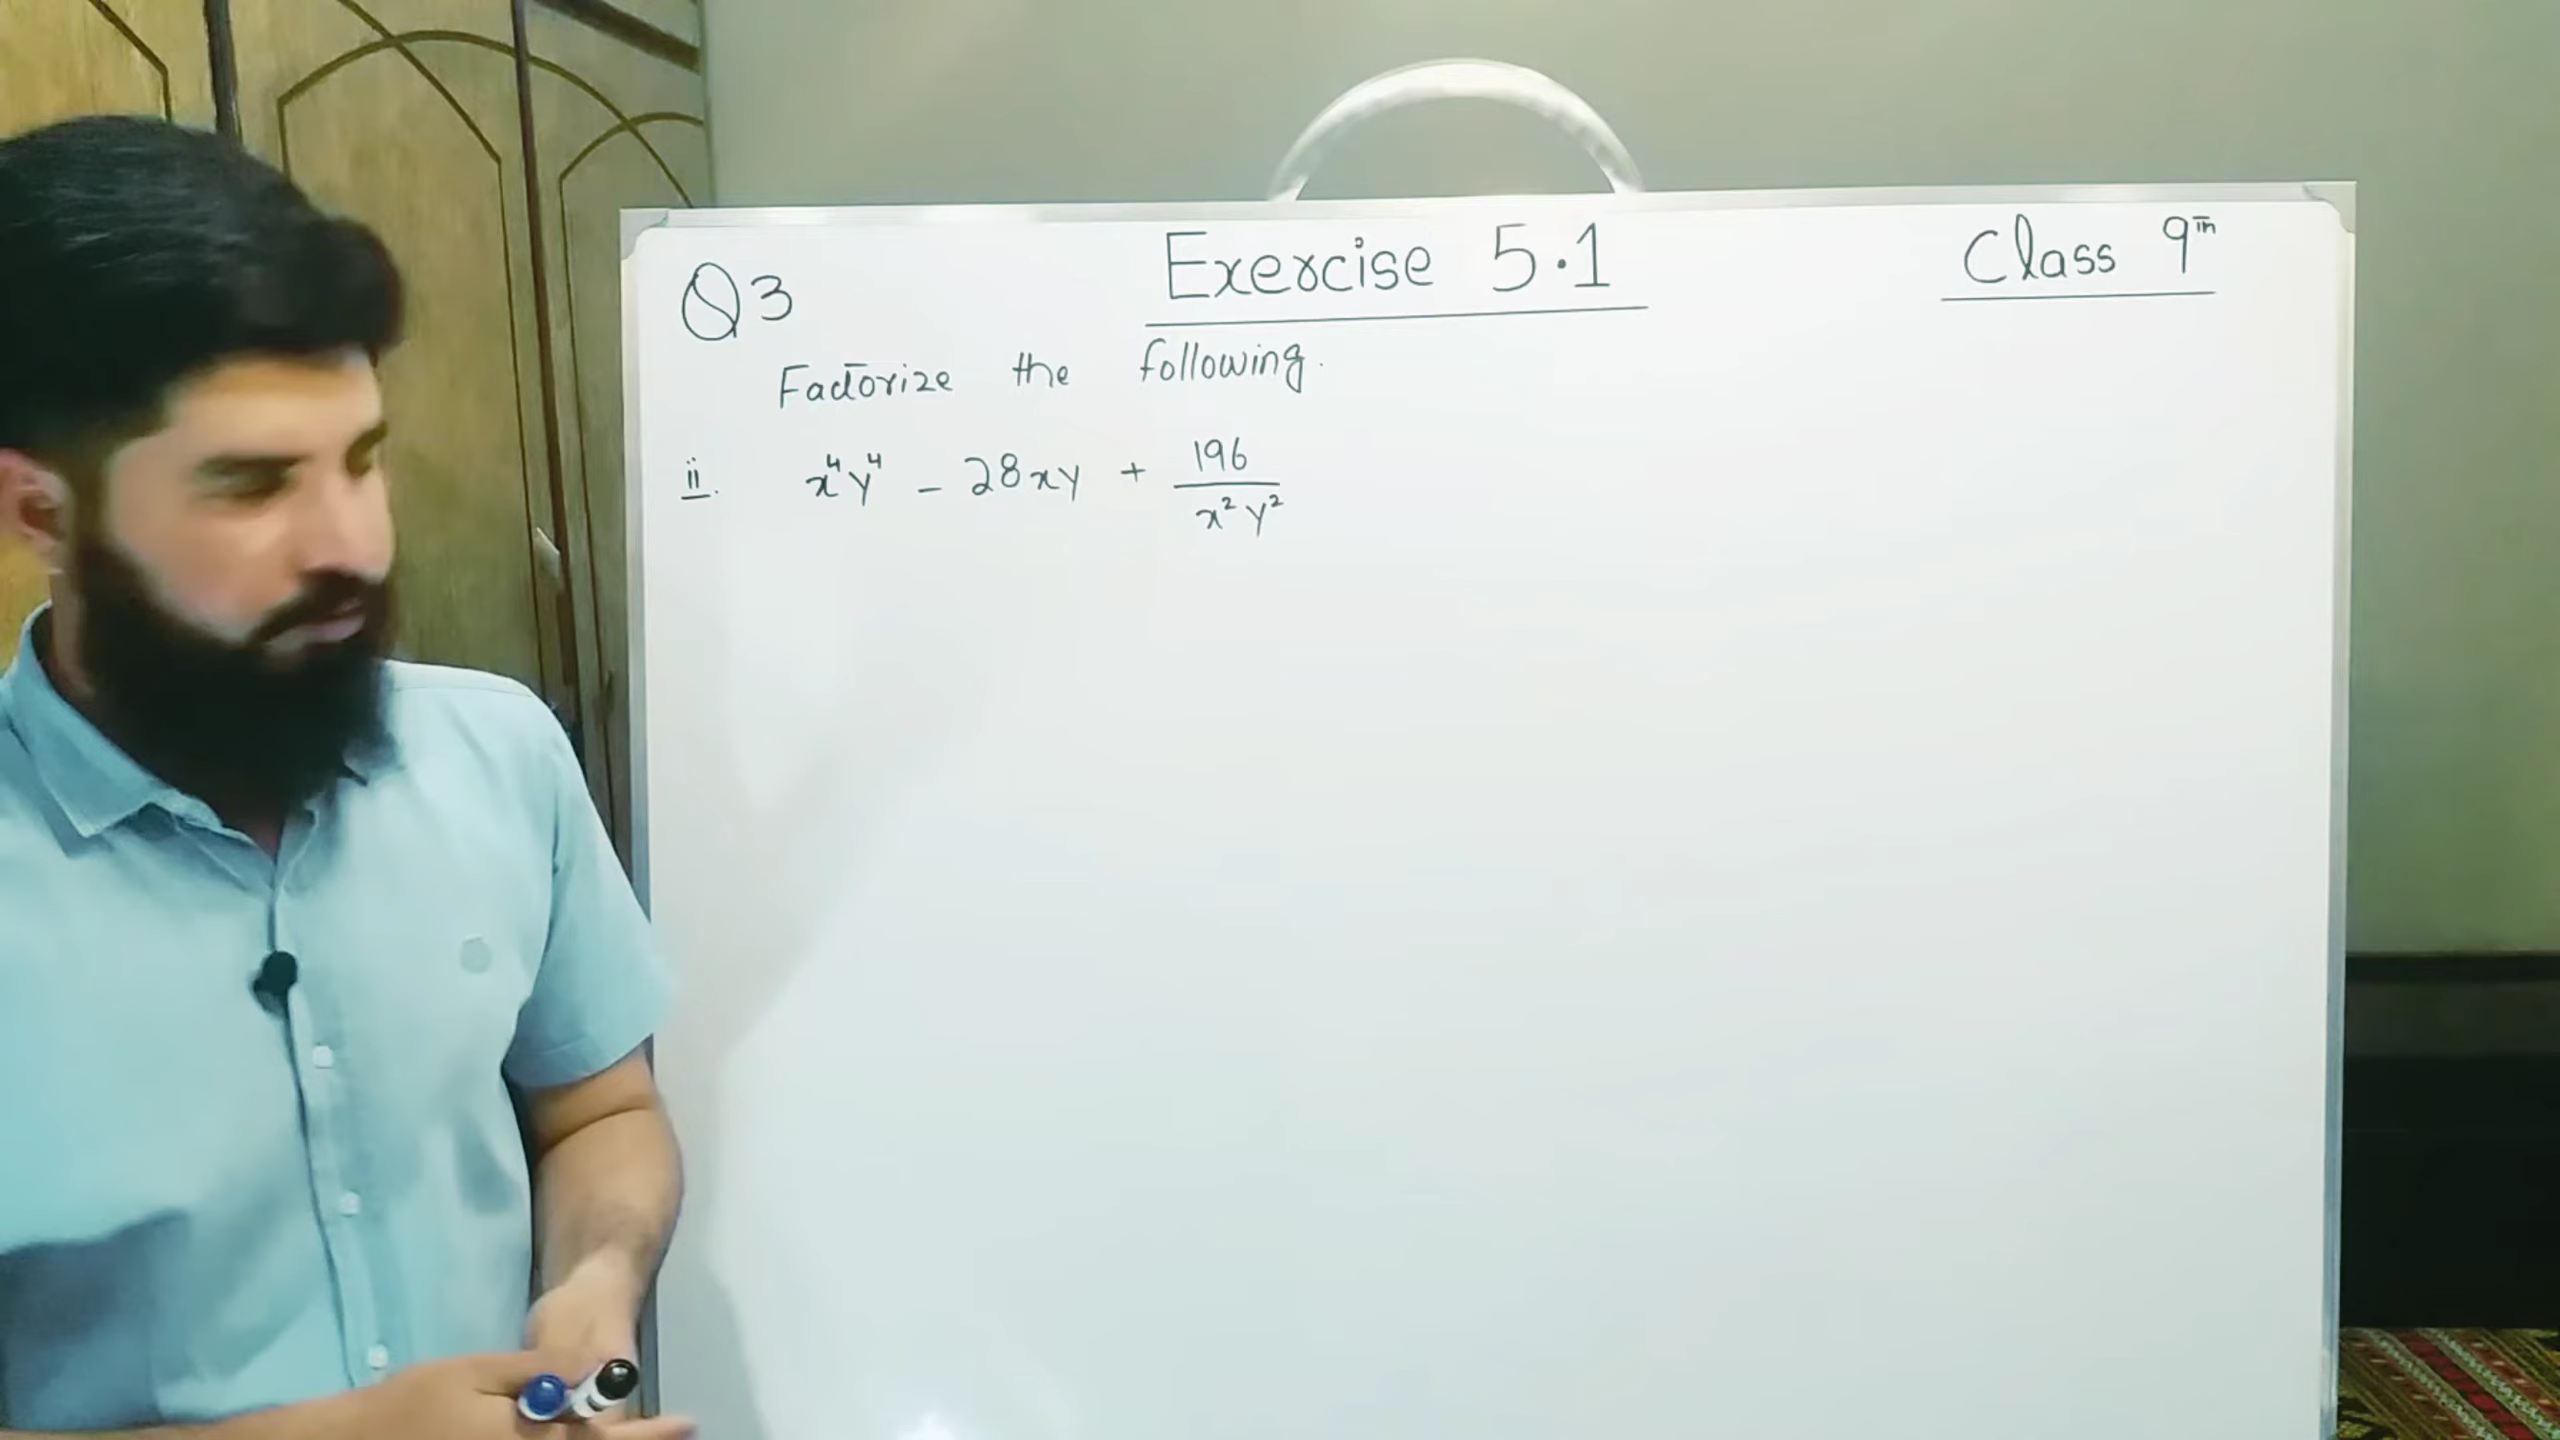 Exercise 5.1
Class 9th
Q3
Factorize the following.
ii. x⁴y⁴ - 28xy + 196/x²y²